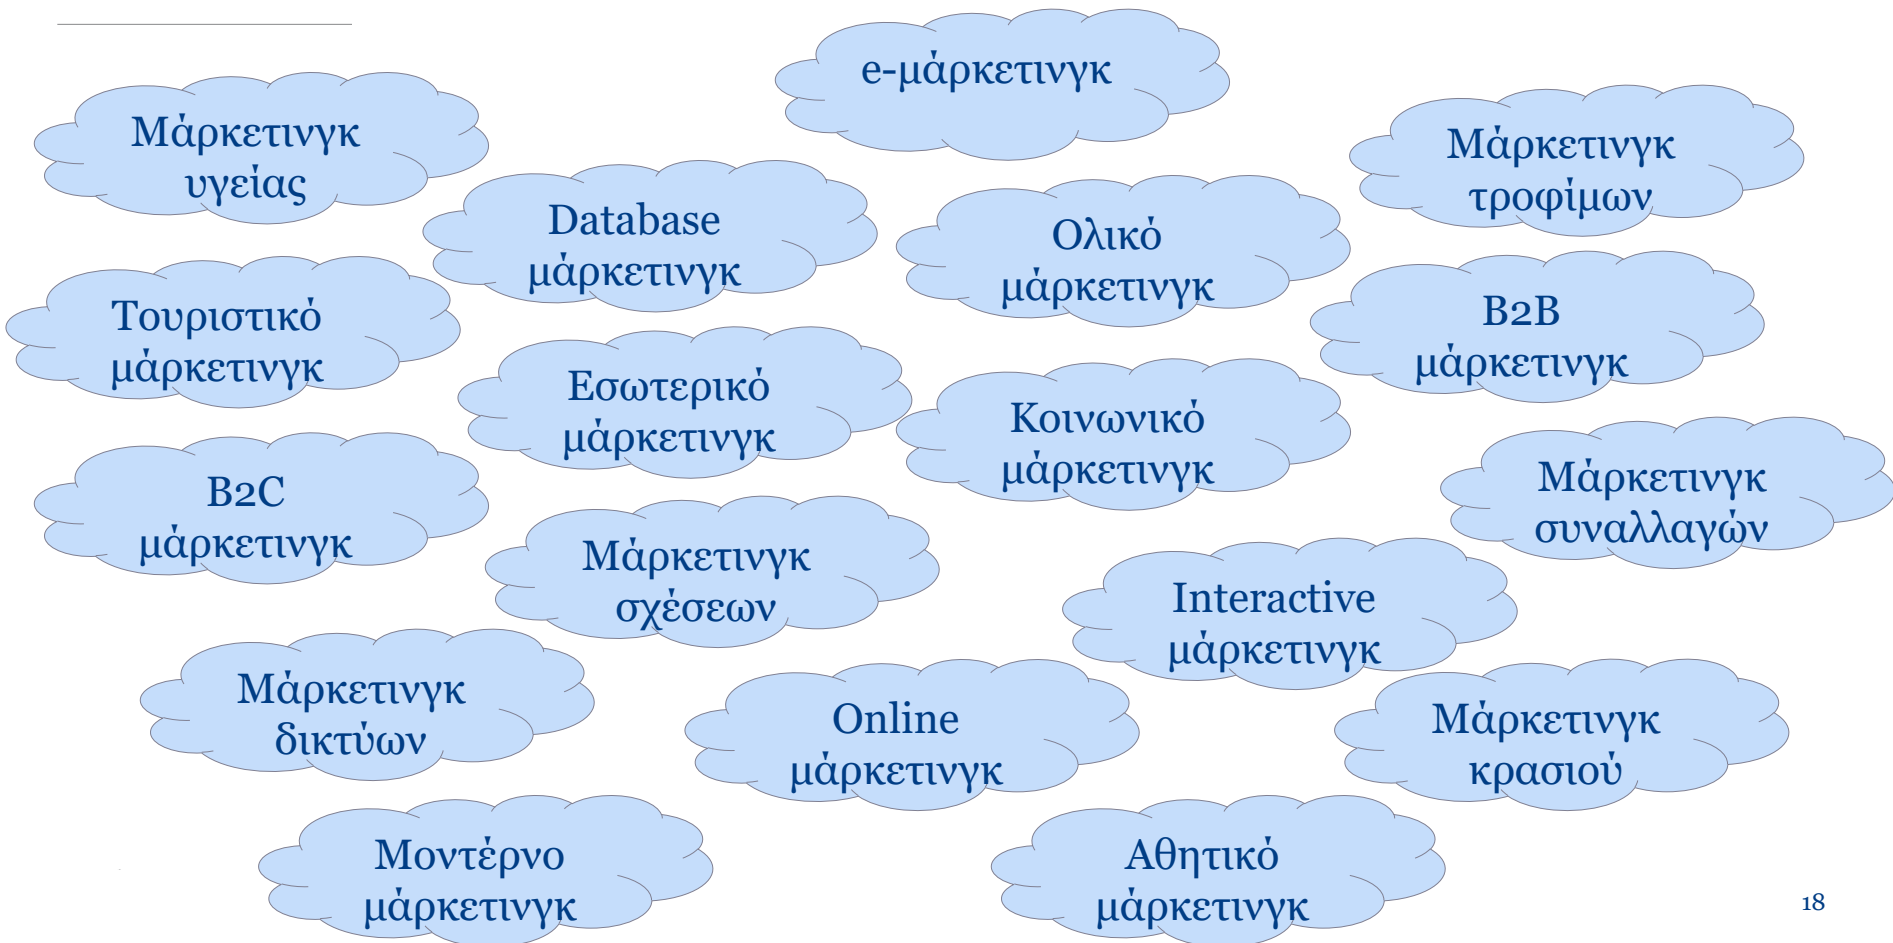 e-μάρκετινγκ
Μάρκετινγκ
υγείας
Μάρκετινγκ
τροφίμων
Database
μάρκετινγκ
Ολικό
μάρκετινγκ
Τουριστικό
μάρκετινγκ
B2B
μάρκετινγκ
Εσωτερικό
μάρκετινγκ
Κοινωνικό
μάρκετινγκ
B2C
μάρκετινγκ
Μάρκετινγκ
συναλλαγών
Μάρκετινγκ
σχέσεων
Interactive
μάρκετινγκ
Μάρκετινγκ
δικτύων
Online
μάρκετινγκ
Μάρκετινγκ
κρασιού
Μοντέρνο
μάρκετινγκ
Αθητικό
μάρκετινγκ
18